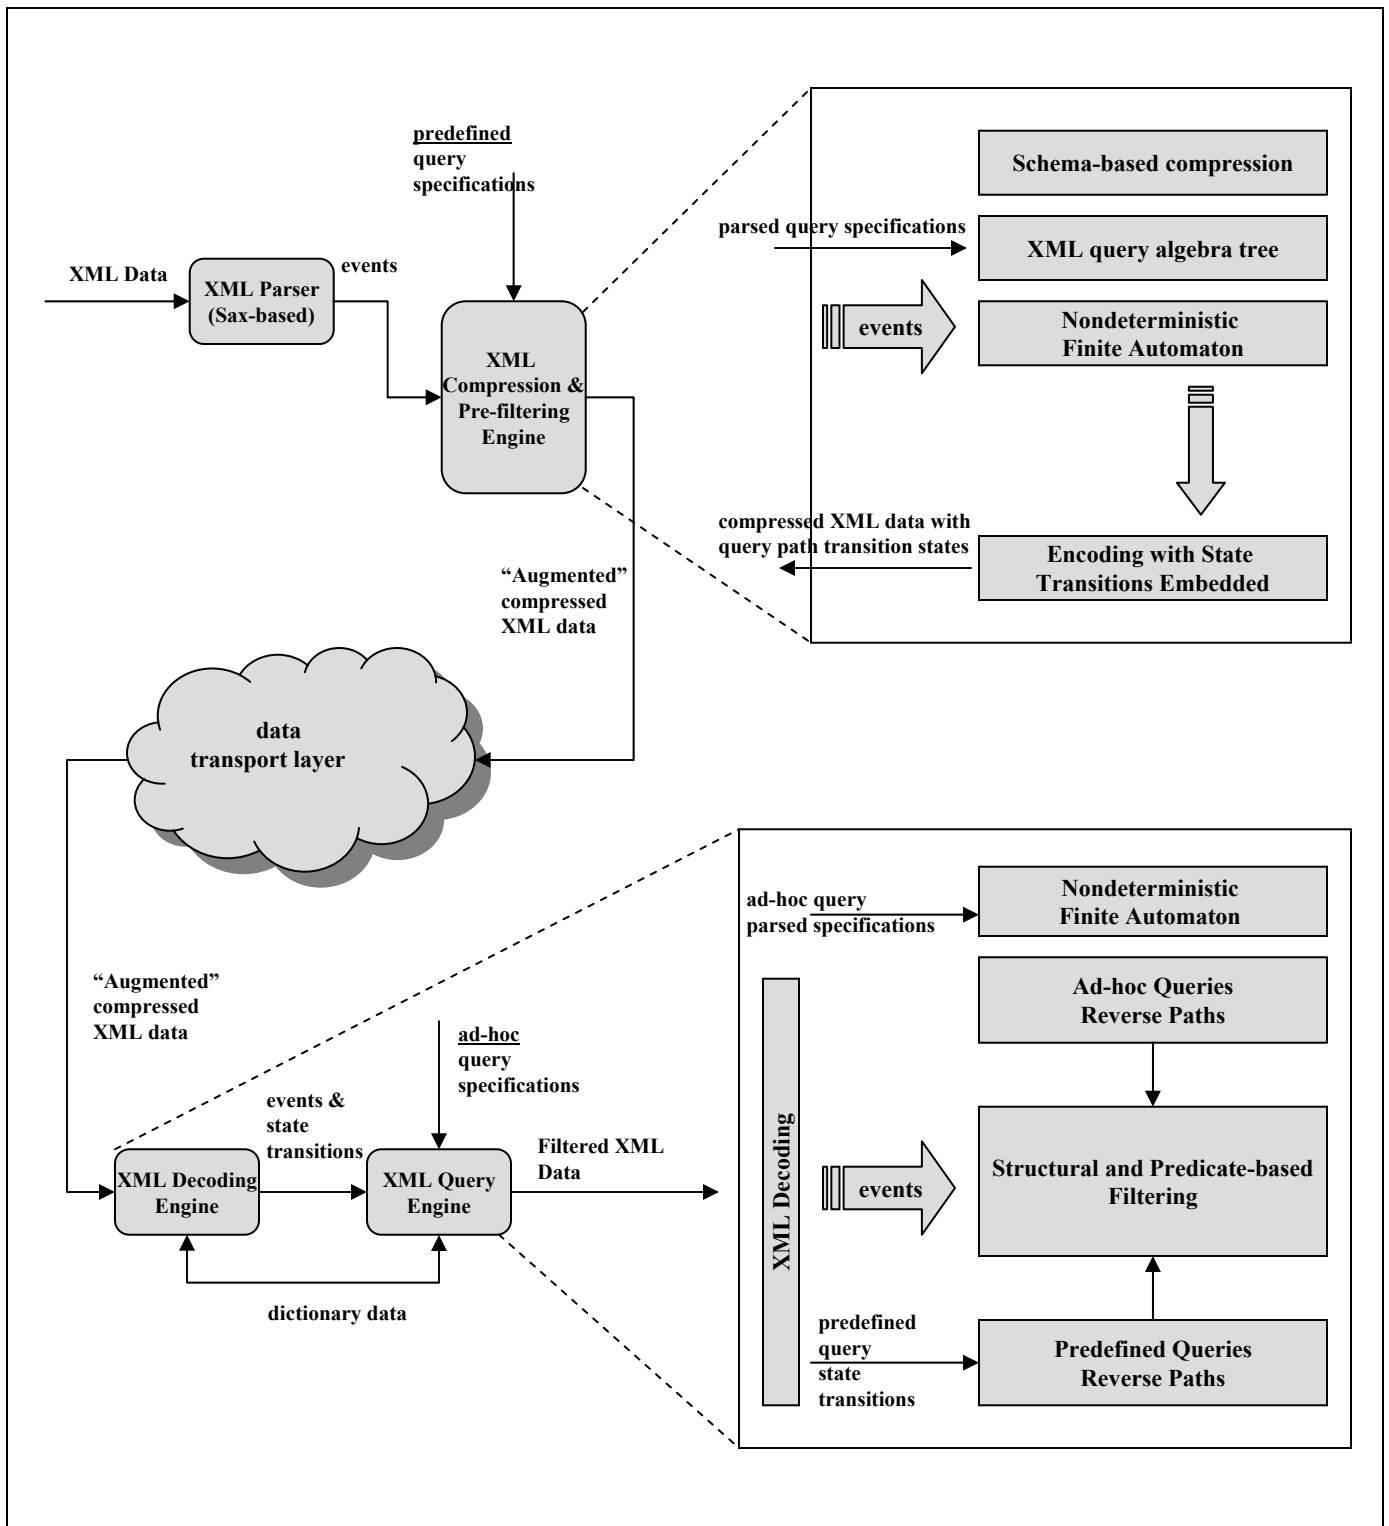 predefined
query
specifications
XML Data
XML Parser
(Sax-based)
events
XML
Compression &
Pre-filtering
Engine
Schema-based compression
parsed query specifications
XML query algebra tree
events
Nondeterministic
Finite Automaton
compressed XML data with
query path transition states
Encoding with State
Transitions Embedded
“Augmented”
compressed
XML data
data
transport layer
“Augmented”
compressed
XML data
ad-hoc
query
specifications
events &
state
transitions
XML Decoding
Engine
XML Query
Engine
Filtered XML
Data
dictionary data
ad-hoc query
parsed specifications
Nondeterministic
Finite Automaton
Ad-hoc Queries
Reverse Paths
XML Decoding
events
Structural and Predicate-based
Filtering
predefined
query
state
transitions
Predefined Queries
Reverse Paths